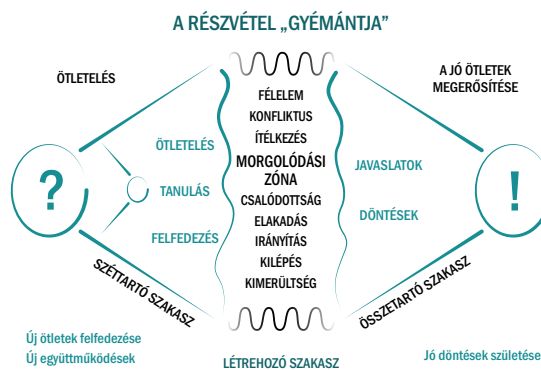 A RÉSZVÉTEL „GYÉMÁNTJA”
ÖTLETELÉS
A JÓ ÖTLETEK
MEGERŐSÍTÉSE
?
ÖTLETELÉS
TANULÁS
FELFEDEZÉS
FÉLELEM
KONFLIKTUS
ÍTÉLKEZÉS
MORGOLÓDÁSI
ZÓNA
CSALÓDOTTSÁG
ELAKADÁS
IRÁNYÍTÁS
KILÉPÉS
KIMERÜLTSÉG
JAVASLATOK
DÖNTÉSEK
!
SZÉTTARTÓ SZAKASZ
ÖSSZETARTÓ SZAKASZ
Új ötletek felfedezése
Új együttműködések
LÉTREHOZÓ SZAKASZ
Jó döntések születése